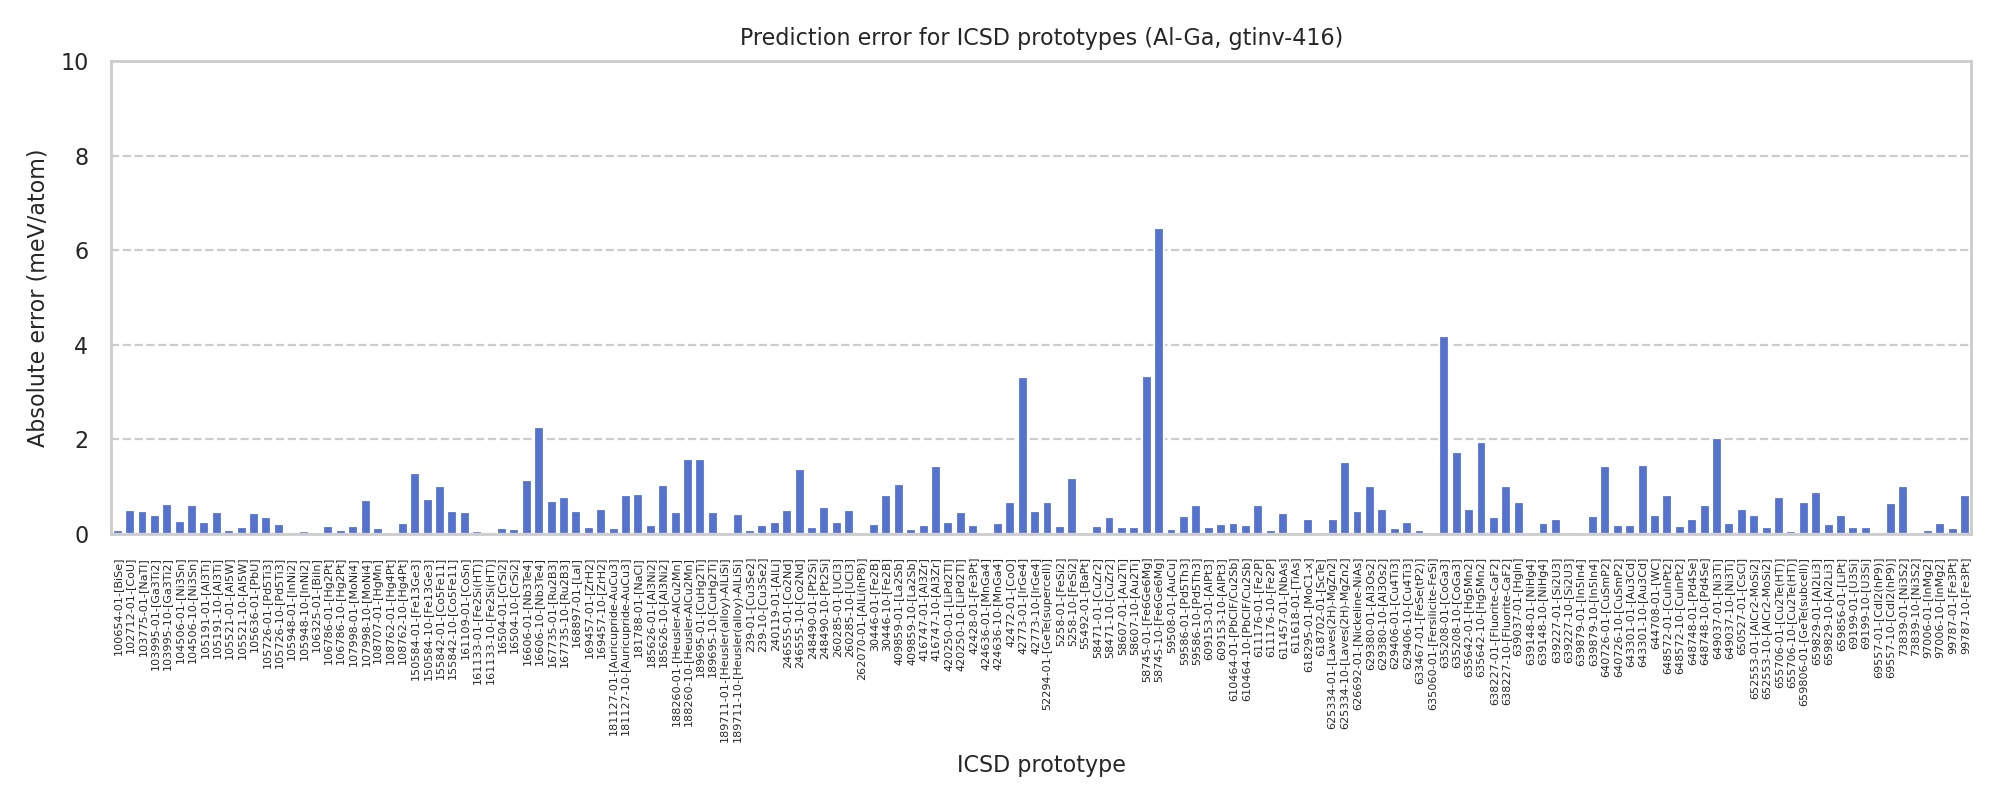 Prediction error for ICSD prototypes (Al-Ga, gtinv-416)
Absolute error (meV/atom)
10
8
6
4
2
0
100654-01-[BiSe]
102712-01-[CoU]
103775-01-[NaTl]
103995-01-[Ga3Ti2]
103995-10-[Ga3Ti2]
104506-01-[Ni3Sn]
104506-10-[Ni3Sn]
105191-01-[Al3Ti]
105191-10-[Al3Ti]
105521-01-[Al5W]
105521-10-[Al5W]
105636-01-[PbU]
105726-01-[Pd5Ti3]
105726-10-[Pd5Ti3]
105948-01-[InNi2]
105948-10-[InNi2]
106325-01-[BiIn]
106786-01-[Hg2Pt]
106786-10-[Hg2Pt]
107998-01-[MoNi4]
107998-10-[MoNi4]
108707-01-[HgMn]
108762-01-[Hg4Pt]
108762-10-[Hg4Pt]
150584-01-[Fe13Ge3]
150584-10-[Fe13Ge3]
155842-01-[Co5Fe11]
155842-10-[Co5Fe11]
161109-01-[CoSn]
161133-01-[Fe2Si(HT)]
161133-10-[Fe2Si(HT)]
16504-01-[CrSi2]
16504-10-[CrSi2]
16606-01-[Nb3Te4]
16606-10-[Nb3Te4]
167735-01-[Ru2B3]
167735-10-[Ru2B3]
168897-01-[LaI]
169457-01-[ZrH2]
169457-10-[ZrH2]
181127-01-[Auricupride-AuCu3]
181127-10-[Auricupride-AuCu3]
181788-01-[NaCl]
185626-01-[Al3Ni2]
185626-10-[Al3Ni2]
188260-01-[Heusler-AlCu2Mn]
188260-10-[Heusler-AlCu2Mn]
189695-01-[CuHg2Ti]
189695-10-[CuHg2Ti]
189711-01-[Heusler(alloy)-AlLiSi]
189711-10-[Heusler(alloy)-AlLiSi]
239-01-[Cu3Se2]
239-10-[Cu3Se2]
240119-01-[AlLi]
246555-01-[Co2Nd]
246555-10-[Co2Nd]
248490-01-[Pt2Si]
248490-10-[Pt2Si]
260285-01-[UCl3]
260285-10-[UCl3]
262070-01-[AlLi(hP8)]
30446-01-[Fe2B]
30446-10-[Fe2B]
409859-01-[La2Sb]
409859-10-[La2Sb]
416747-01-[Al3Zr]
416747-10-[Al3Zr]
420250-01-[LiPd2Tl]
420250-10-[LiPd2Tl]
42428-01-[Fe3Pt]
424636-01-[MnGa4]
424636-10-[MnGa4]
42472-01-[CoO]
42773-01-[IrGe4]
42773-10-[IrGe4]
52294-01-[GeTe(supercell)]
5258-01-[FeSi2]
5258-10-[FeSi2]
55492-01-[BaPt]
58471-01-[CuZr2]
58471-10-[CuZr2]
58607-01-[Au2Ti]
58607-10-[Au2Ti]
58745-01-[Fe6Ge6Mg]
58745-10-[Fe6Ge6Mg]
59508-01-[AuCu]
59586-01-[Pd5Th3]
59586-10-[Pd5Th3]
609153-01-[AlPt3]
609153-10-[AlPt3]
610464-01-[PbClF/Cu2Sb]
610464-10-[PbClF/Cu2Sb]
611176-01-[Fe2P]
611176-10-[Fe2P]
611457-01-[NbAs]
611618-01-[TiAs]
618295-01-[MoC1-x]
618702-01-[ScTe]
625334-01-[Laves(2H)-MgZn2]
625334-10-[Laves(2H)-MgZn2]
626692-01-[Nickeline-NiAs]
629380-01-[Al3Os2]
629380-10-[Al3Os2]
629406-01-[Cu4Ti3]
629406-10-[Cu4Ti3]
633467-01-[FeSe(tP2)]
635060-01-[Fersilicite-FeSi]
635208-01-[CoGa3]
635208-10-[CoGa3]
635642-01-[Hg5Mn2]
635642-10-[Hg5Mn2]
638227-01-[Fluorite-CaF2]
638227-10-[Fluorite-CaF2]
639037-01-[HgIn]
639148-01-[NiHg4]
639148-10-[NiHg4]
639227-01-[Si2U3]
639227-10-[Si2U3]
639879-01-[In5In4]
639879-10-[In5In4]
640726-01-[CuSmP2]
640726-10-[CuSmP2]
643301-01-[Au3Cd]
643301-10-[Au3Cd]
644708-01-[WC]
648572-01-[CuInPt2]
648572-10-[CuInPt2]
648748-01-[Pd4Se]
648748-10-[Pd4Se]
649037-01-[Ni3Ti]
649037-10-[Ni3Ti]
650527-01-[CsCl]
652553-01-[AlCr2-MoSi2]
652553-10-[AlCr2-MoSi2]
655706-01-[Cu2Te(HT)]
655706-10-[Cu2Te(HT)]
659806-01-[GeTe(subcell)]
659829-01-[Al2Li3]
659829-10-[Al2Li3]
659856-01-[LiPt]
69199-01-[U3Si]
69199-10-[U3Si]
69557-01-[CdI2(hP9)]
69557-10-[CdI2(hP9)]
73839-01-[Ni3S2]
73839-10-[Ni3S2]
97006-01-[InMg2]
97006-10-[InMg2]
99787-01-[Fe3Pt]
99787-10-[Fe3Pt]
ICSD prototype